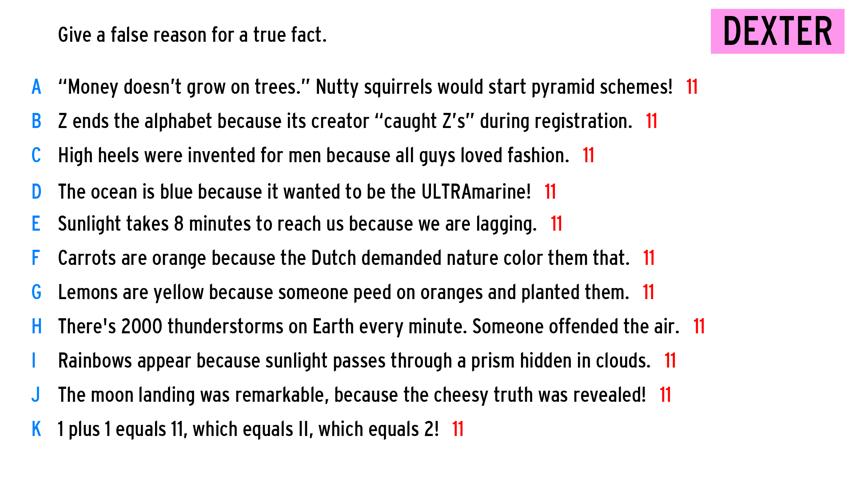 Give a false reason for a true fact.
DEXTER
A “Money doesn’t grow on trees.” Nutty squirrels would start pyramid schemes! 11
B Z ends the alphabet because its creator “caught Z’s” during registration. 11
C High heels were invented for men because all guys loved fashion. 11
D The ocean is blue because it wanted to be the ULTRAmarine! 11
E Sunlight takes 8 minutes to reach us because we are lagging. 11
F Carrots are orange because the Dutch demanded nature color them that. 11
G Lemons are yellow because someone peed on oranges and planted them. 11
H There's 2000 thunderstorms on Earth every minute. Someone offended the air. 11
I Rainbows appear because sunlight passes through a prism hidden in clouds. 11
J The moon landing was remarkable, because the cheesy truth was revealed! 11
K 1 plus 1 equals 11, which equals II, which equals 2! 11